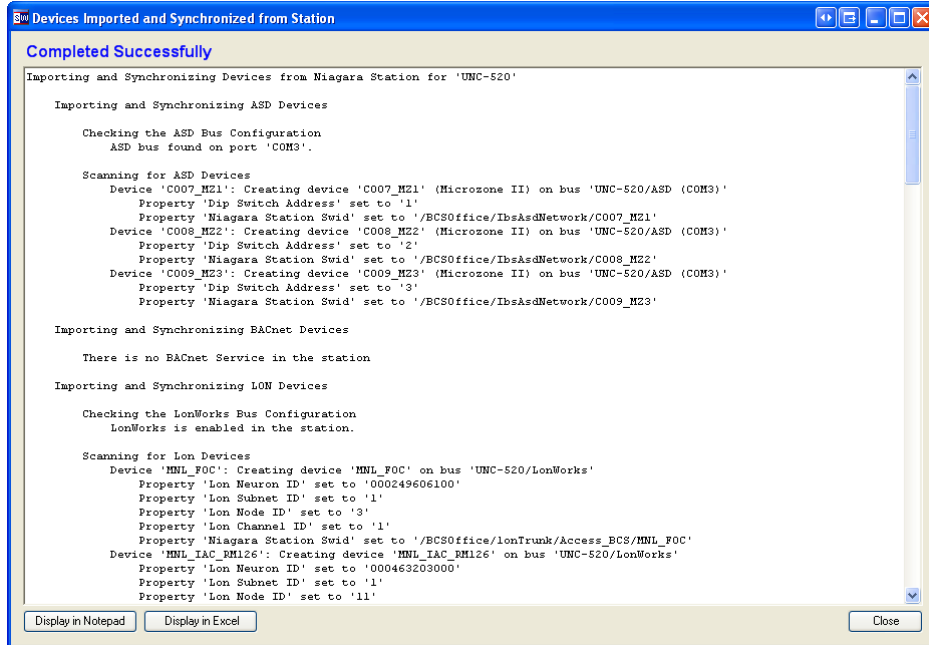 Devices Imported and Synchronized from Station
Completed Successfully
Importing and Synchronizing Devices from Niagara Station for 'UNC-520'
Importing and Synchronizing ASD Devices
Checking the ASD Bus Configuration
ASD bus found on port 'COM3'.
Scanning for ASD Devices
Device 'C007_MZ1': Creating device 'C007_MZ1' (Microzone II) on bus 'UNC-520/ASD (COM3)'
Property 'Dip Switch Address' set to '1'
Property 'Niagara Station Swid' set to '/BCSOffice/IbsAsdNetwork/C007_MZ1'
Device 'C008_MZ2': Creating device 'C008_MZ2' (Microzone II) on bus 'UNC-520/ASD (COM3)'
Property 'Dip Switch Address' set to '2'
Property 'Niagara Station Swid' set to '/BCSOffice/IbsAsdNetwork/C008_MZ2'
Device 'C009_MZ3': Creating device 'C009_MZ3' (Microzone II) on bus 'UNC-520/ASD (COM3)'
Property 'Dip Switch Address' set to '3'
Property 'Niagara Station Swid' set to '/BCSOffice/IbsAsdNetwork/C009_MZ3'
Importing and Synchronizing BACnet Devices
There is no BACnet Service in the station
Importing and Synchronizing LON Devices
Checking the LonWorks Bus Configuration
LonWorks is enabled in the station.
Scanning for Lon Devices
Device 'MNL_FOC': Creating device 'MNL_FOC' on bus 'UNC-520/LonWorks'
Property 'Lon Neuron ID' set to '000249606100'
Property 'Lon Subnet ID' set to '1'
Property 'Lon Node ID' set to '3'
Property 'Lon Channel ID' set to '1'
Property 'Niagara Station Swid' set to '/BCSOffice/lonTrunk/Access_BCS/MNL_FOC'
Device 'MNL_IAC_RM126': Creating device 'MNL_IAC_RM126' on bus 'UNC-520/LonWorks'
Property 'Lon Neuron ID' set to '000463203000'
Property 'Lon Subnet ID' set to '1'
Property 'Lon Node ID' set to '11'
Display in Notepad
Display in Excel
Close